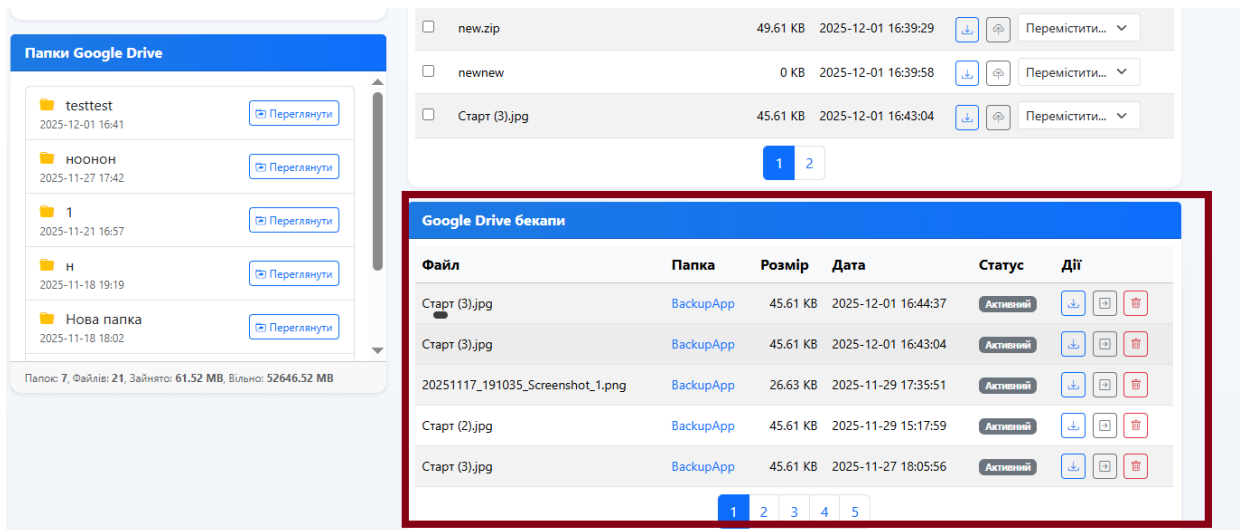 Папки Google Drive
testtest
2025-12-01 16:41
Переглянути
ноонон
2025-11-27 17:42
Переглянути
1
2025-11-21 16:57
Переглянути
н
2025-11-18 19:19
Переглянути
Нова папка
2025-11-18 18:02
Переглянути
Папок: 7, Файлів: 21, Зайнято: 61.52 MB, Вільно: 52646.52 MB
new.zip 49.61 KB 2025-12-01 16:39:29 Перемістити...
newnew 0 KB 2025-12-01 16:39:58 Перемістити...
Старт (3).jpg 45.61 KB 2025-12-01 16:43:04 Перемістити...
1 2
Google Drive бекапи
Файл Папка Розмір Дата Статус Дії
Старт (3).jpg BackupApp 45.61 KB 2025-12-01 16:44:37 Активний
Старт (3).jpg BackupApp 45.61 KB 2025-12-01 16:43:04 Активний
20251117_191035_Screenshot_1.png BackupApp 26.63 KB 2025-11-29 17:35:51 Активний
Старт (2).jpg BackupApp 45.61 KB 2025-11-29 15:17:59 Активний
Старт (3).jpg BackupApp 45.61 KB 2025-11-27 18:05:56 Активний
1 2 3 4 5